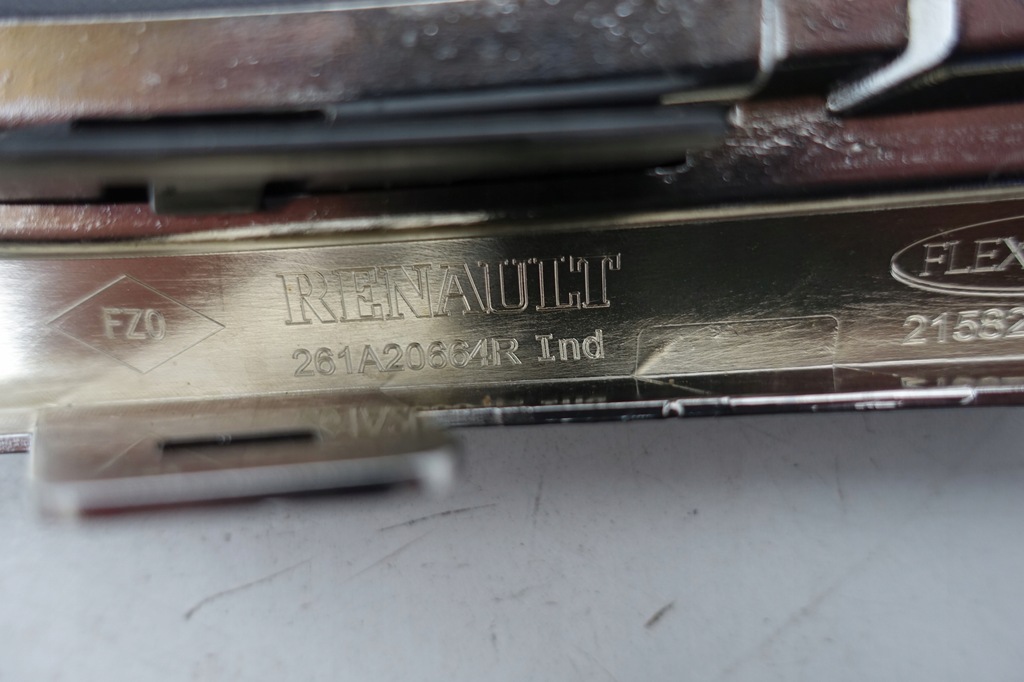 FZ0
RENAULT
261A20664R Ind
FLEX
21582